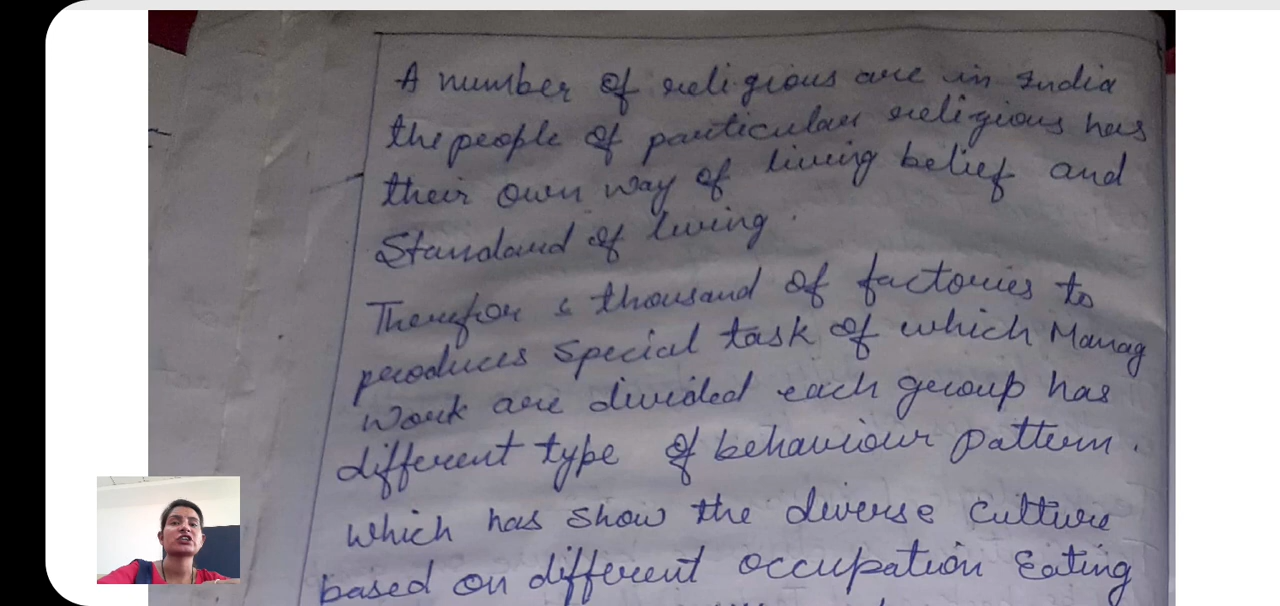 A number of religious are in India
the people of particular religious has
their own way of living belief and
Standard of living.
Therefor s thousand of factories to
produces special task of which Manag
work are divided each group has
different type of behaviour pattern.
which has show the diverse culture
based on different occupation Eating